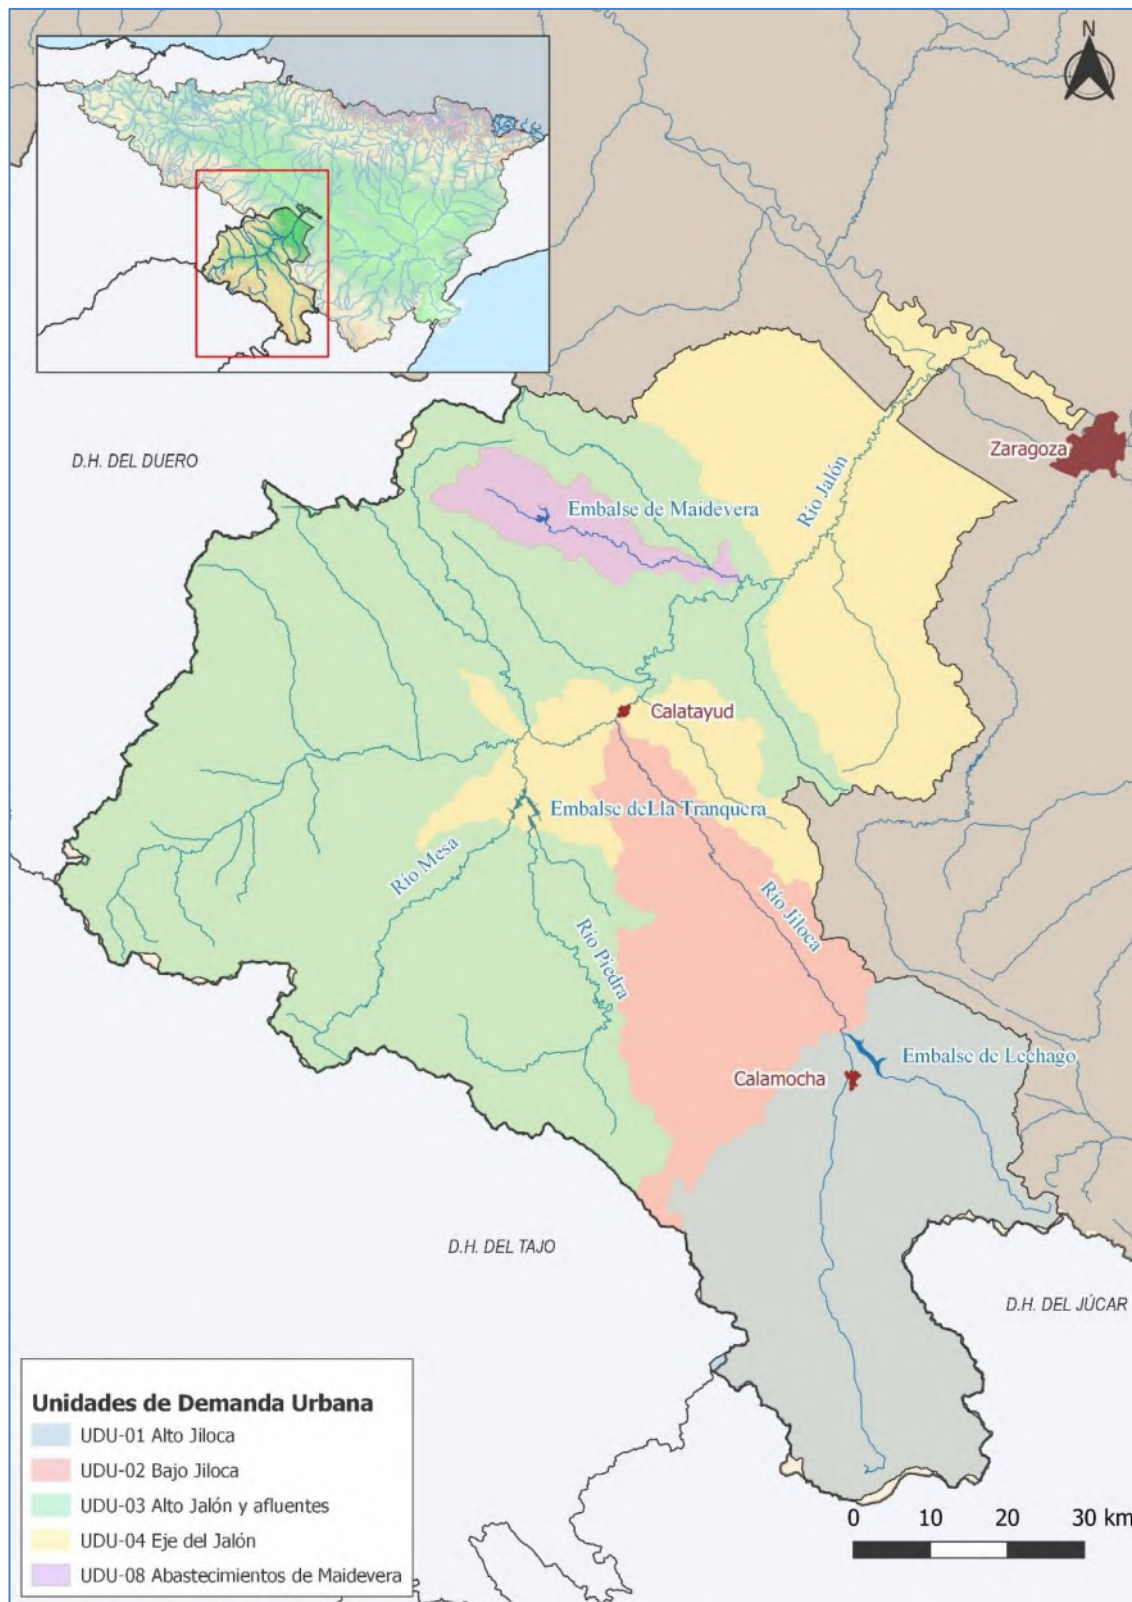 N
D.H. DEL DUERO
Zaragoza
Río Jalón
Embalse de Maidevera
Calatayud
Embalse deLla Tranquera
Río Mesa
Río Jiloca
Río Piedra
Embalse de Lechago
Calamocha
D.H. DEL TAJO
D.H. DEL JÚCAR
Unidades de Demanda Urbana
UDU-01 Alto Jiloca
UDU-02 Bajo Jiloca
UDU-03 Alto Jalón y afluentes
UDU-04 Eje del Jalón
UDU-08 Abastecimientos de Maidevera
0 10 20 30 km